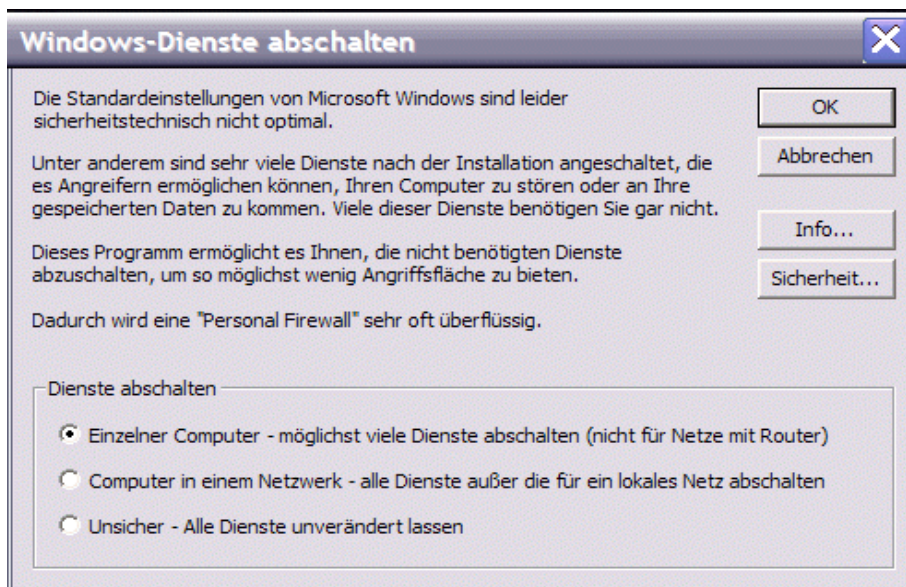 Windows-Dienste abschalten
Die Standardeinstellungen von Microsoft Windows sind leider
sicherheitstechnisch nicht optimal.
Unter anderem sind sehr viele Dienste nach der Installation angeschaltet, die
es Angreifern ermöglichen können, Ihren Computer zu stören oder an Ihre
gespeicherten Daten zu kommen. Viele dieser Dienste benötigen Sie gar nicht.
Dieses Programm ermöglicht es Ihnen, die nicht benötigten Dienste
abzuschalten, um so möglichst wenig Angriffsfläche zu bieten.
Dadurch wird eine "Personal Firewall" sehr oft überflüssig.
OK
Abbrechen
Info...
Sicherheit...
Dienste abschalten
Einzelner Computer - möglichst viele Dienste abschalten (nicht für Netze mit Router)
Computer in einem Netzwerk - alle Dienste außer die für ein lokales Netz abschalten
Unsicher - Alle Dienste unverändert lassen